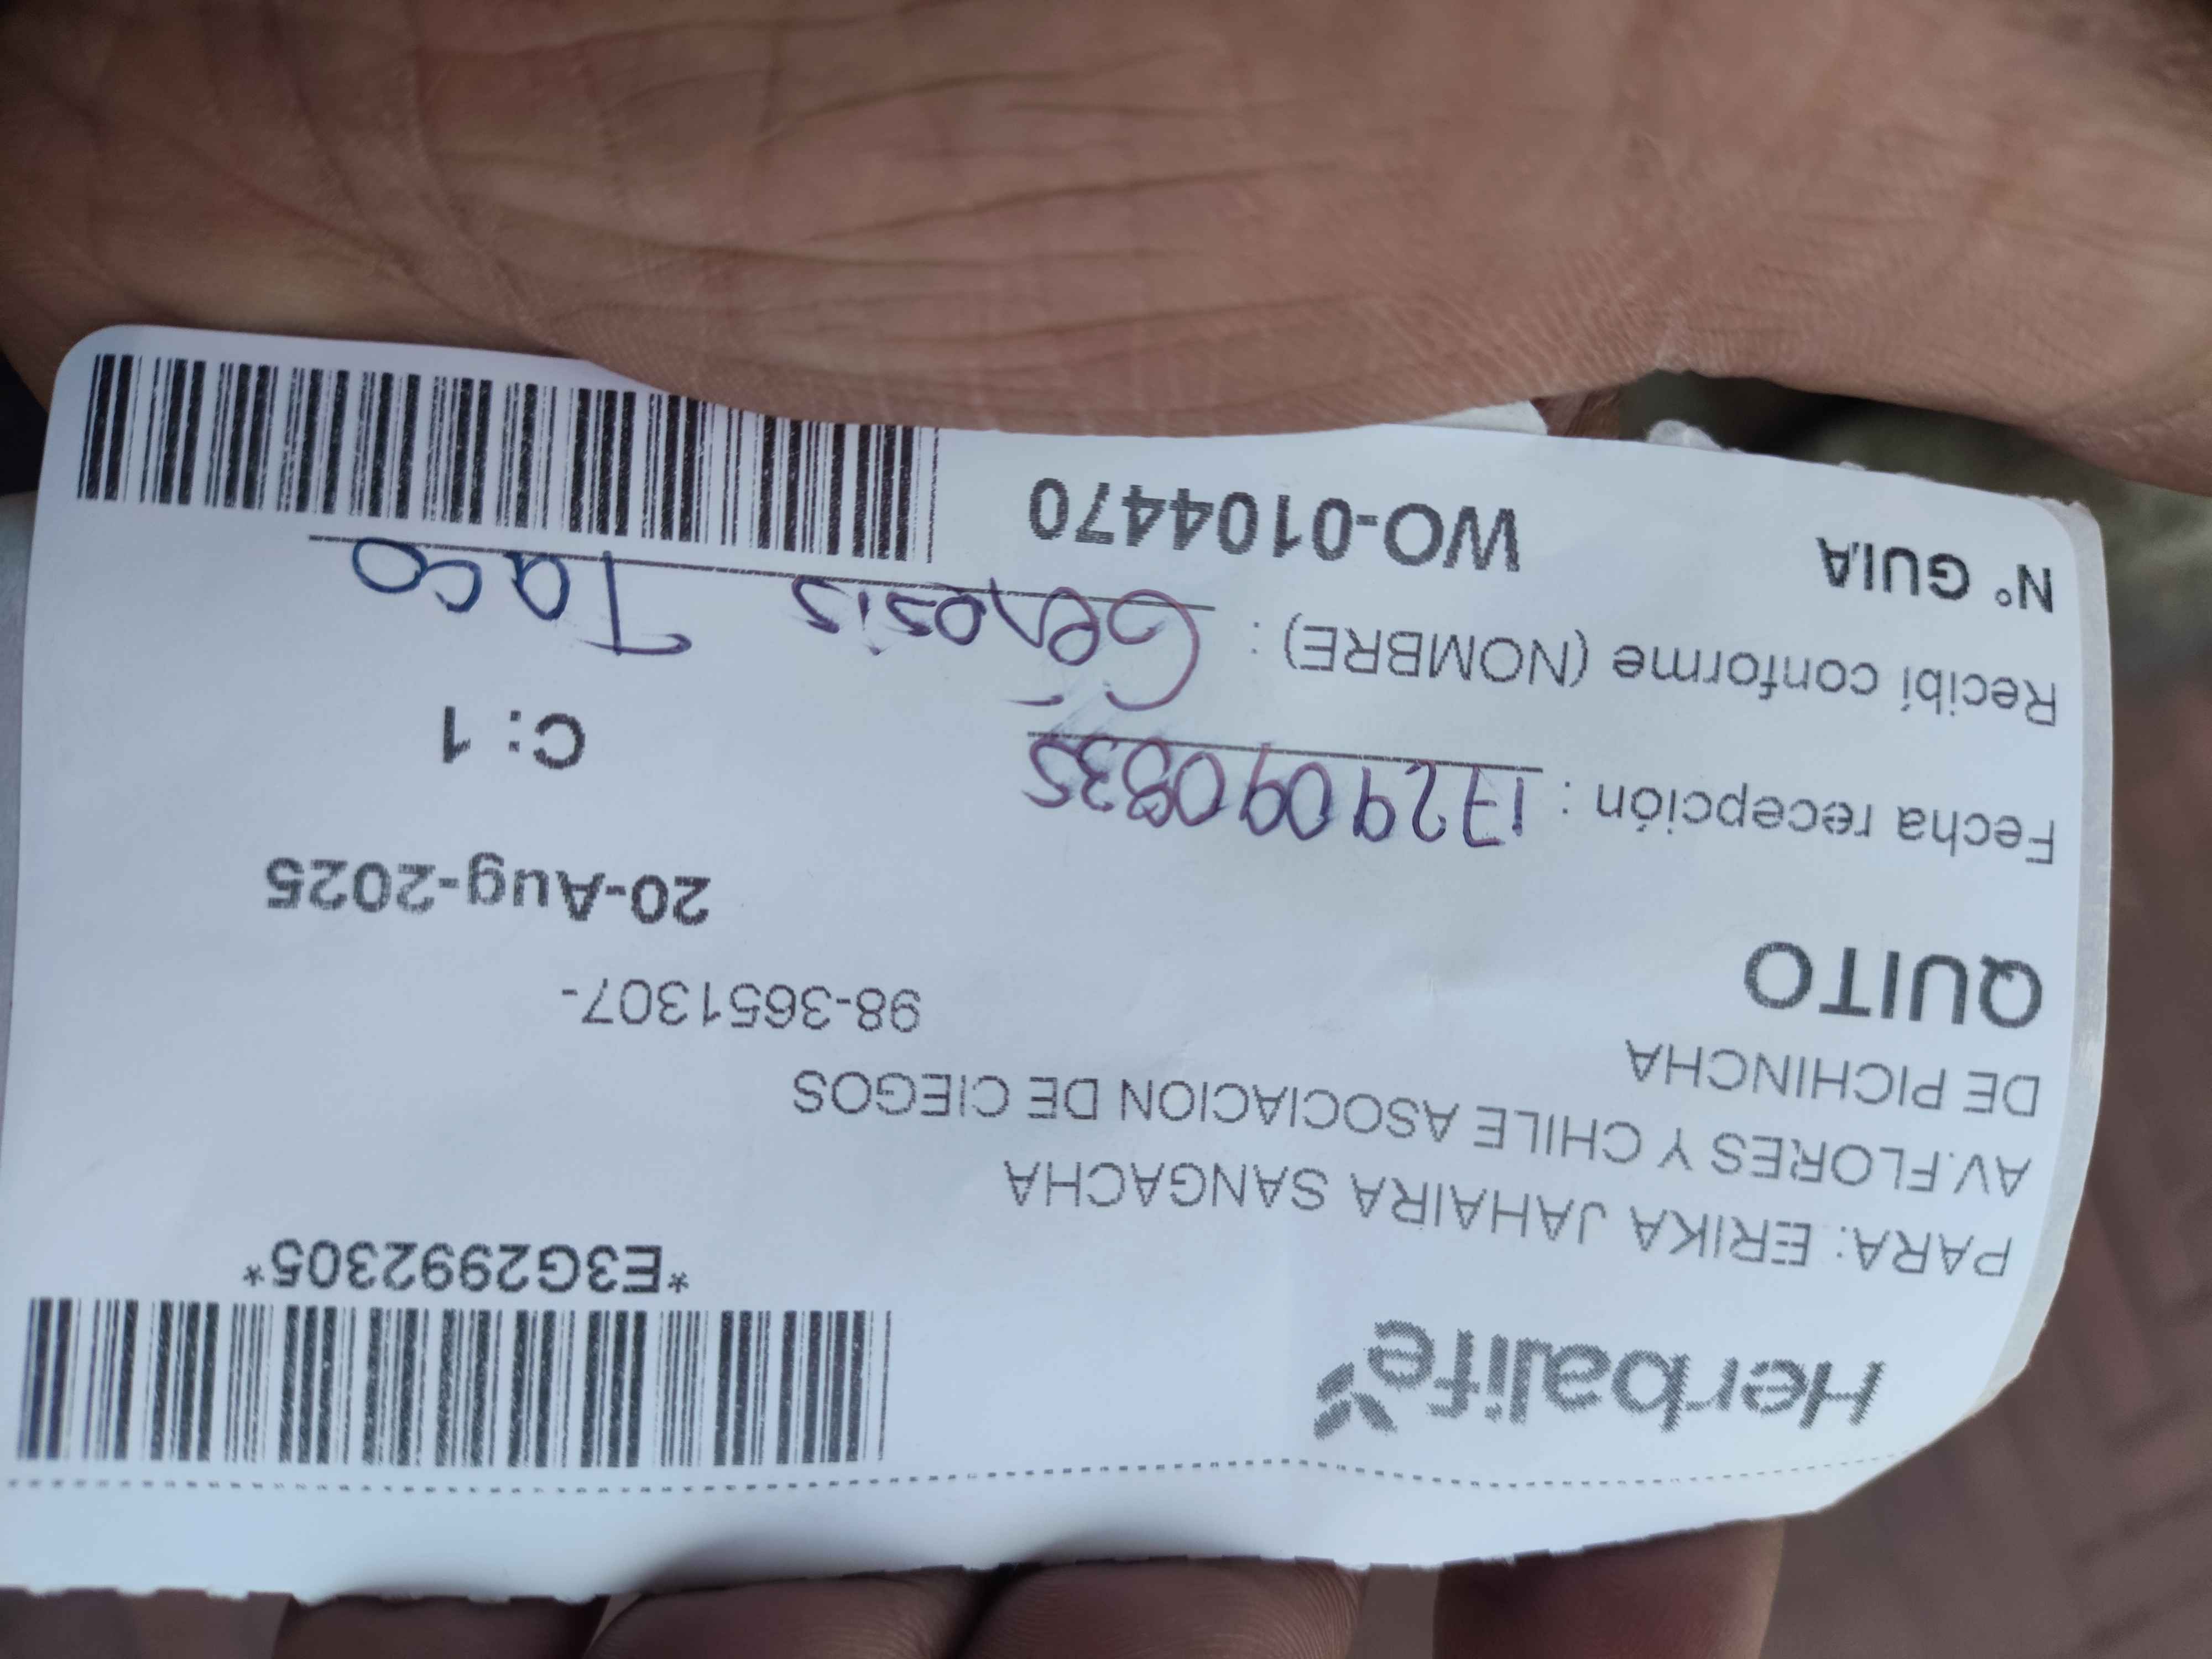 Herbalife
*E3G2992305*
PARA: ERIKA JAHAIRA SANGACHA
AV.FLORES Y CHILE ASOCIACION DE CIEGOS
DE PICHINCHA
98-3651307-
QUITO
20-Aug-2025
Fecha recepción : 1729090835
C: 1
Recibí conforme (NOMBRE) : Génesis Taco
N° GUIA WO-0104470